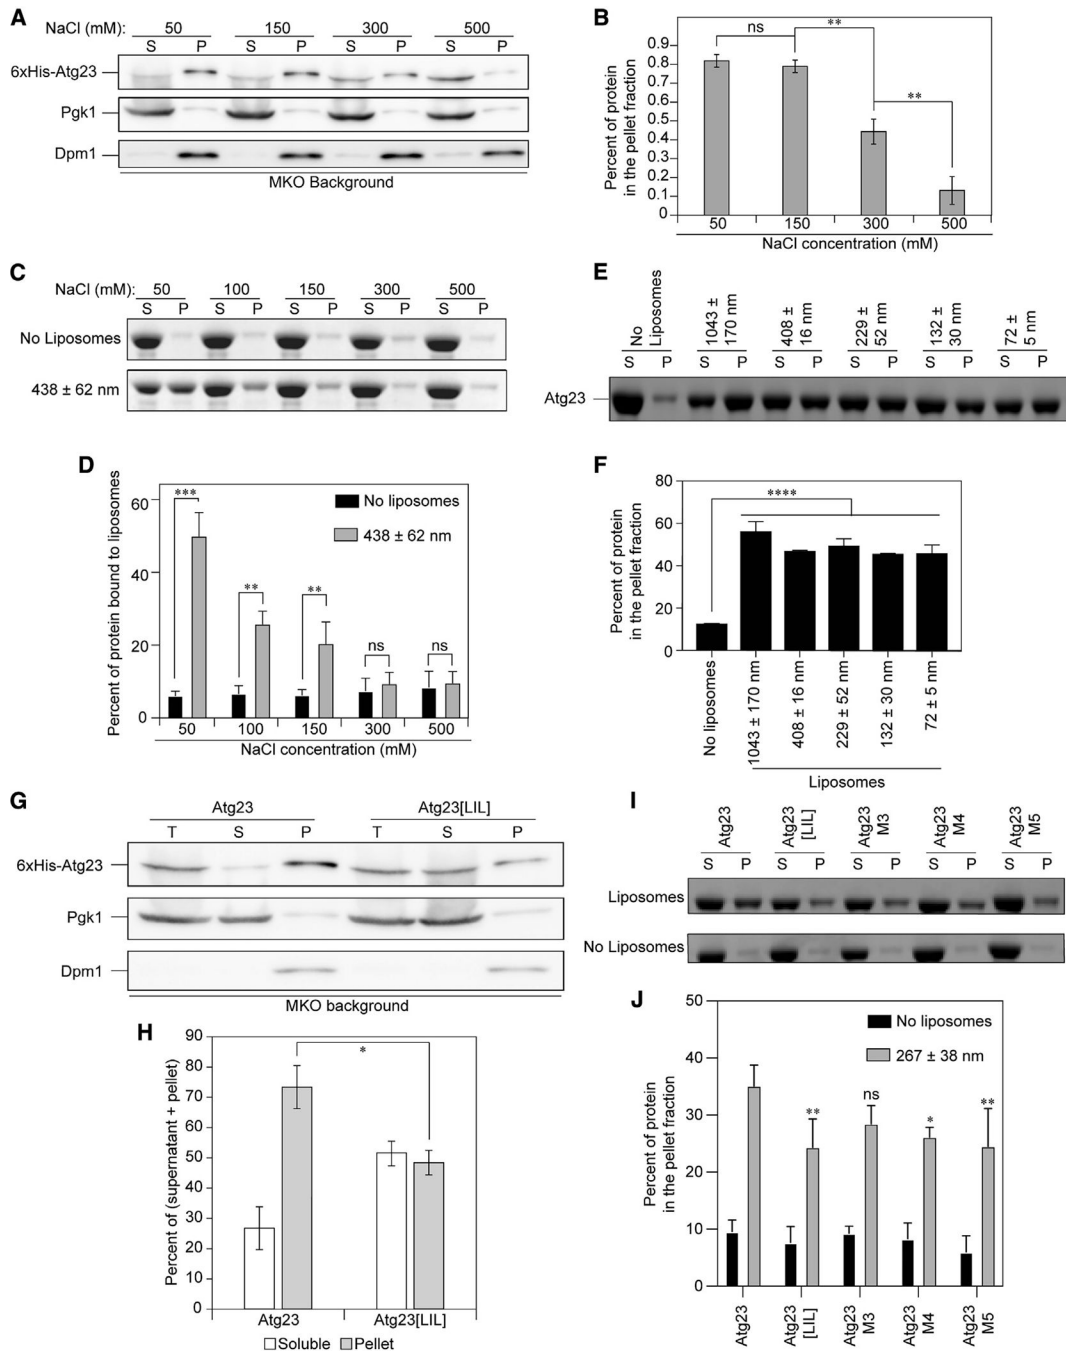 A
NaCl (mM): 50 150 300 500
S P S P S P S P
6xHis-Atg23
Pgk1
Dpm1
MKO Background
B
Percent of protein
in the pellet fraction
0.9
0.8
0.7
0.6
0.5
0.4
0.3
0.2
0.1
0
ns
**
**
50 150 300 500
NaCl concentration (mM)
C
NaCl (mM): 50 100 150 300 500
S P S P S P S P S P
No Liposomes
438 ± 62 nm
D
Percent of protein bound to liposomes
60
40
20
0
***
**
**
ns
ns
No liposomes
438 ± 62 nm
50 100 150 300 500
NaCl concentration (mM)
E
No
Liposomes
1043 ±
170 nm
408 ±
16 nm
229 ±
52 nm
132 ±
30 nm
72 ±
5 nm
S P S P S P S P S P S P
Atg23
F
Percent of protein
in the pellet fraction
80
60
40
20
0
****
No liposomes
1043 ± 170 nm
408 ± 16 nm
229 ± 52 nm
132 ± 30 nm
72 ± 5 nm
Liposomes
G
Atg23 Atg23[LIL]
T S P T S P
6xHis-Atg23
Pgk1
Dpm1
MKO background
H
Percent of (supernatant + pellet)
90
80
70
60
50
40
30
20
10
0
*
Atg23 Atg23[LIL]
Soluble Pellet
I
Atg23
Atg23
[LIL]
Atg23
M3
Atg23
M4
Atg23
M5
S P S P S P S P S P
Liposomes
No Liposomes
J
Percent of protein
in the pellet fraction
50
40
30
20
10
0
No liposomes
267 ± 38 nm
**
ns
*
**
Atg23
Atg23
[LIL]
Atg23
M3
Atg23
M4
Atg23
M5